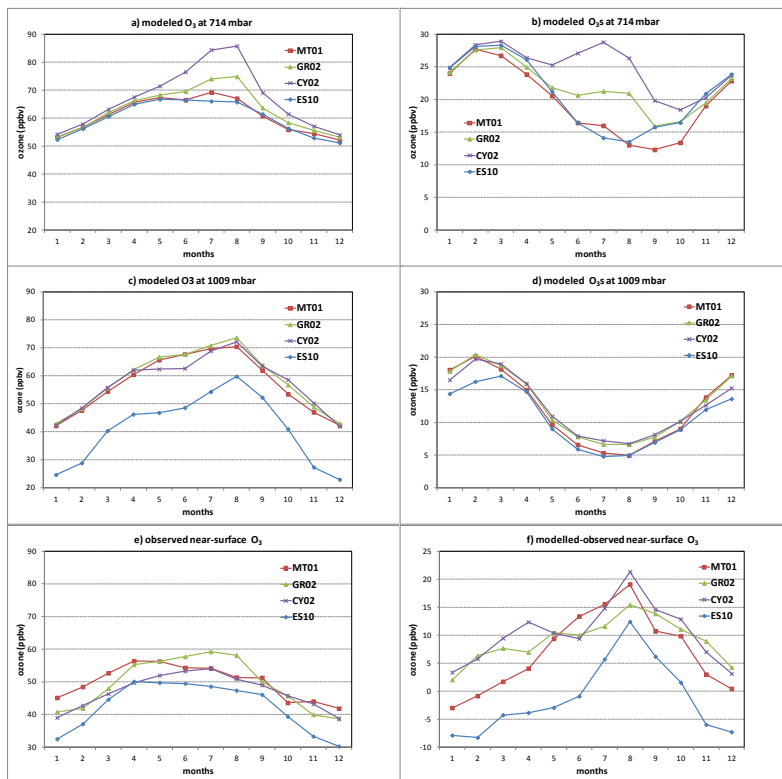 a) modeled O₃ at 714 mbar
ozone (ppbv)
90
80
70
60
50
40
30
20
1 2 3 4 5 6 7 8 9 10 11 12
months
MT01
GR02
CY02
ES10
b) modeled O₃s at 714 mbar
ozone (ppbv)
30
25
20
15
10
5
0
1 2 3 4 5 6 7 8 9 10 11 12
months
MT01
GR02
CY02
ES10
c) modeled O3 at 1009 mbar
ozone (ppbv)
90
80
70
60
50
40
30
20
1 2 3 4 5 6 7 8 9 10 11 12
months
MT01
GR02
CY02
ES10
d) modeled O₃s at 1009 mbar
ozone (ppbv)
30
25
20
15
10
5
0
1 2 3 4 5 6 7 8 9 10 11 12
months
MT01
GR02
CY02
ES10
e) observed near-surface O₃
ozone (ppbv)
90
80
70
60
50
40
30
1 2 3 4 5 6 7 8 9 10 11 12
months
MT01
GR02
CY02
ES10
f) modelled-observed near-surface O₃
ozone (ppbv)
25
20
15
10
5
0
-5
-10
1 2 3 4 5 6 7 8 9 10 11 12
months
MT01
GR02
CY02
ES10